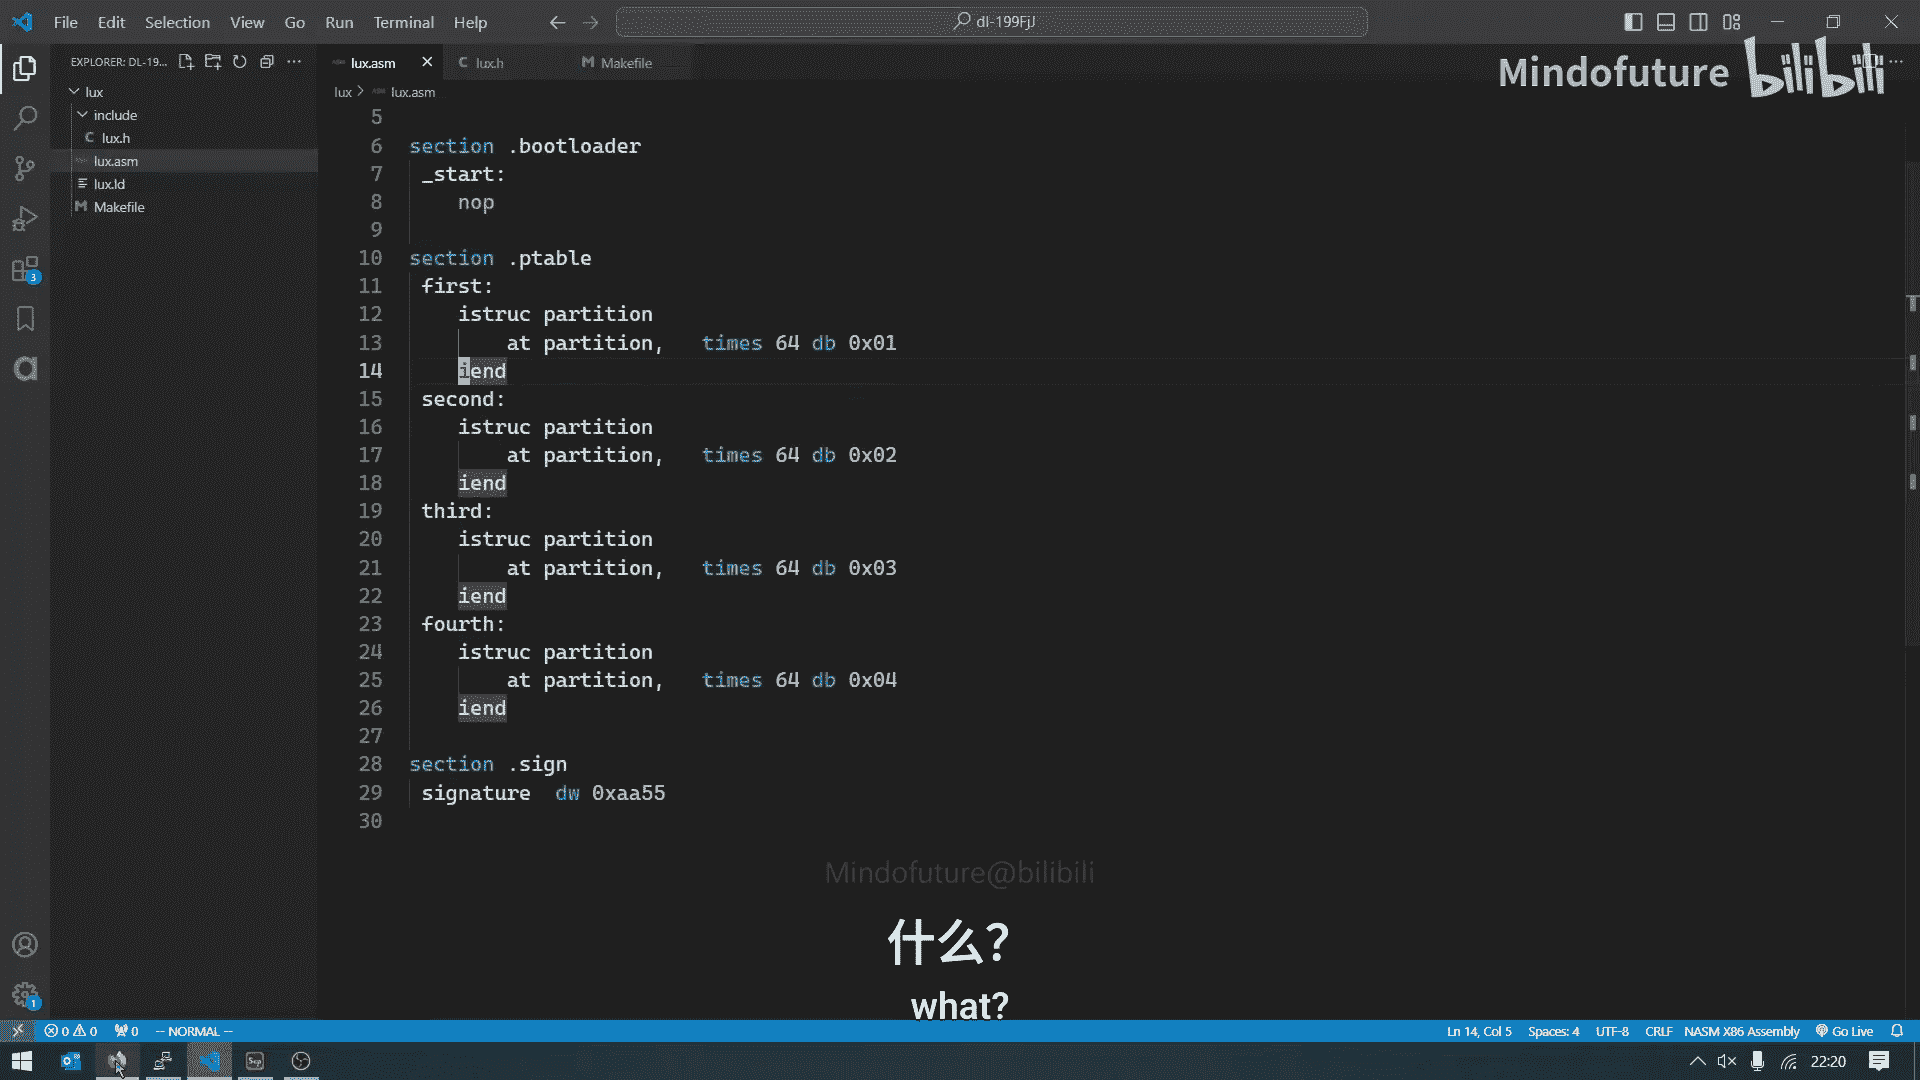 File Edit Selection View Go Run Terminal Help
dl-199FjJ
EXPLORER: DL-19...
lux.asm
lux.h
Makefile
Mindofuture bilibili
lux
include
lux.h
lux.asm
lux.ld
Makefile
lux > lux.asm
5
6 section .bootloader
7 _start:
8 nop
9
10 section .ptable
11 first:
12 istruc partition
13 at partition, times 64 db 0x01
14 iend
15 second:
16 istruc partition
17 at partition, times 64 db 0x02
18 iend
19 third:
20 istruc partition
21 at partition, times 64 db 0x03
22 iend
23 fourth:
24 istruc partition
25 at partition, times 64 db 0x04
26 iend
27
28 section .sign
29 signature dw 0xaa55
30
3
Mindofuture@bilibili
什么？
what?
1
0 0 0 -- NORMAL --
Ln 14, Col 5 Spaces: 4 UTF-8 CRLF NASM X86 Assembly Go Live
22:20